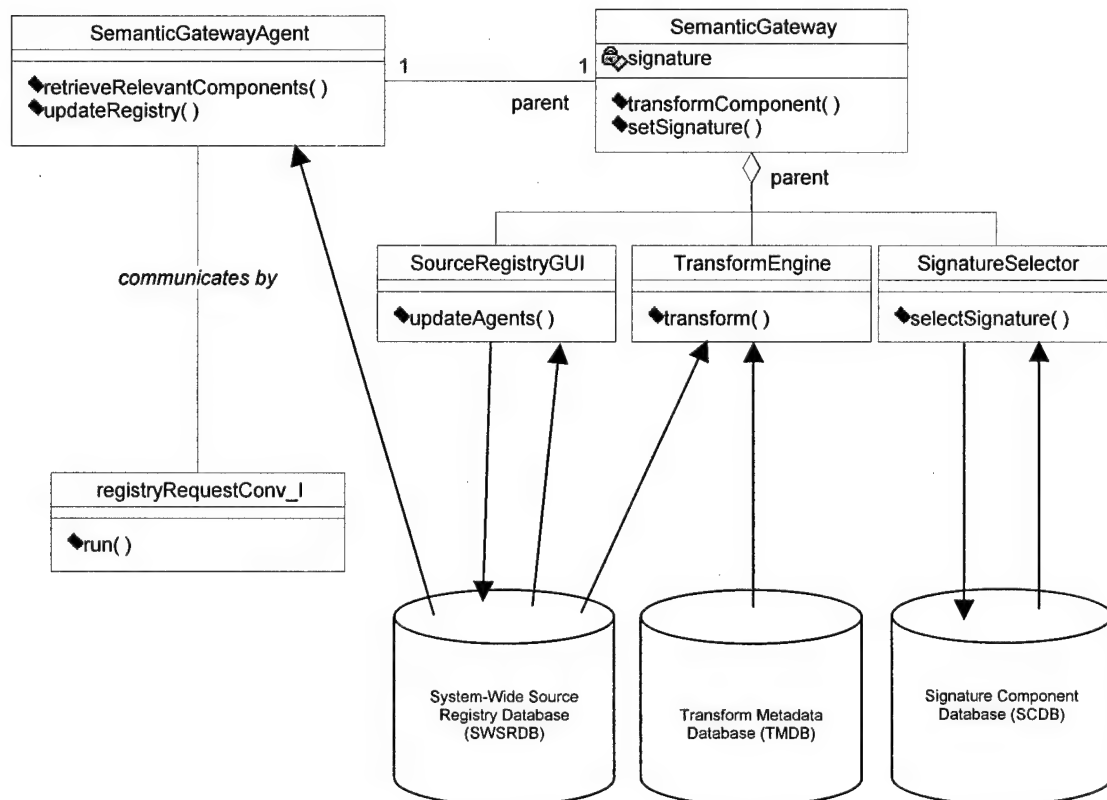 SemanticGatewayAgent
retrieveRelevantComponents( )
updateRegistry( )
1
1
parent
SemanticGateway
signature
transformComponent( )
setSignature( )
parent
communicates by
SourceRegistryGUI
updateAgents( )
TransformEngine
transform( )
SignatureSelector
selectSignature( )
registryRequestConv_I
run( )
System-Wide Source
Registry Database
(SWSRDB)
Transform Metadata
Database (TMDB)
Signature Component
Database (SCDB)